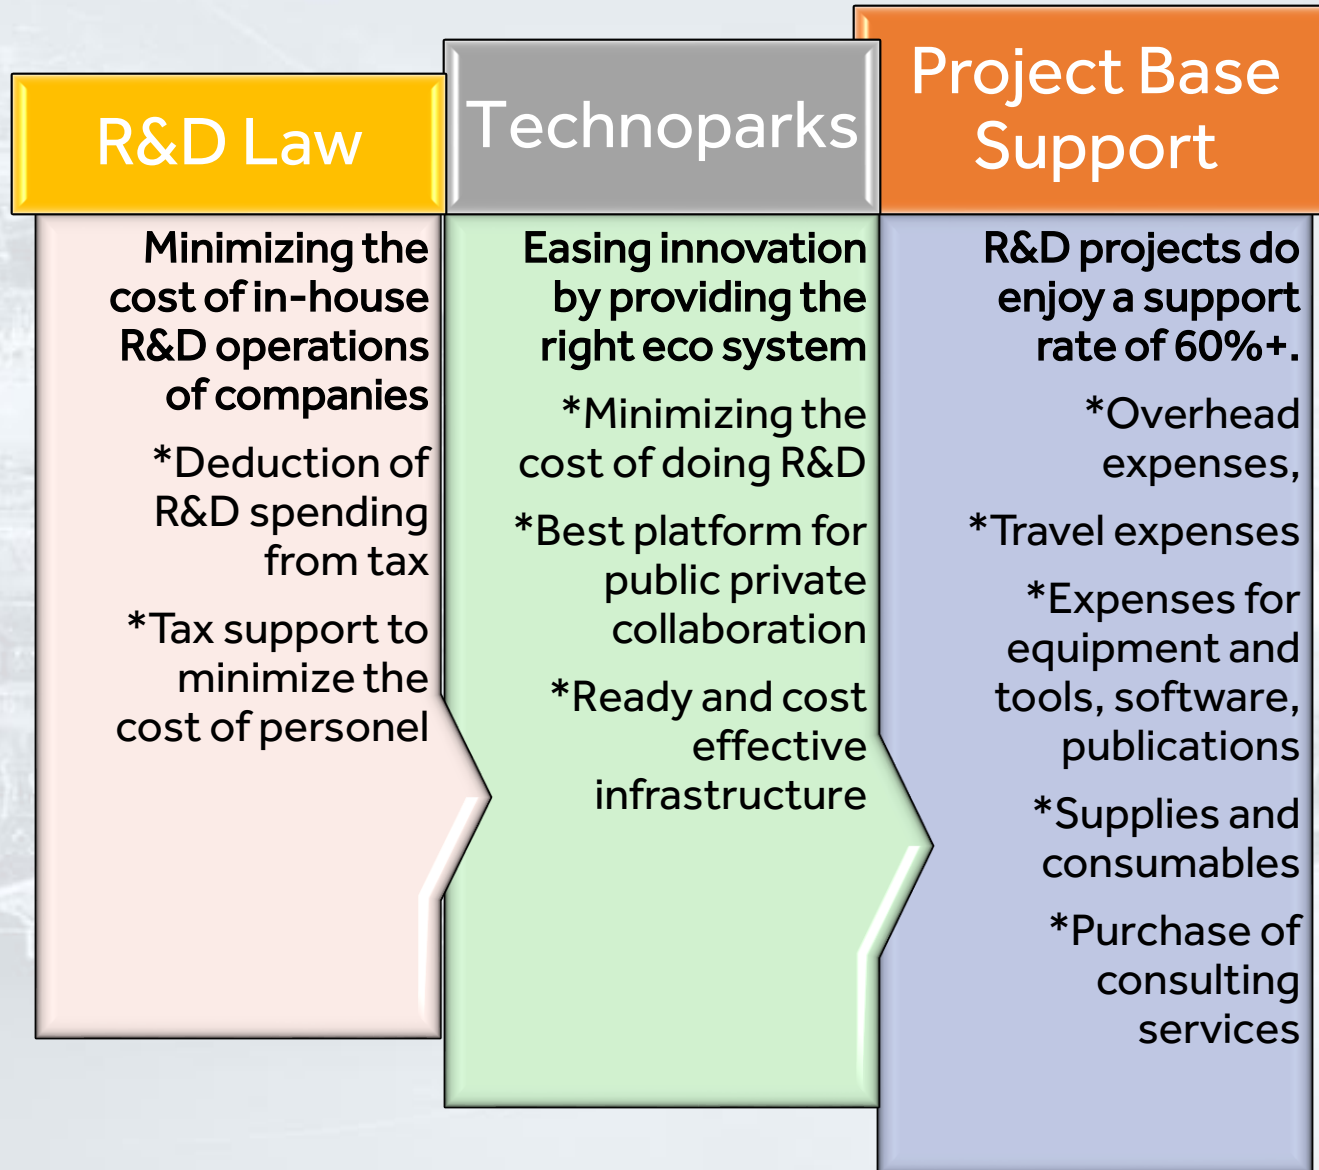 R&D Law
Minimizing the
cost of in-house
R&D operations
of companies
*Deduction of
R&D spending
from tax
*Tax support to
minimize the
cost of personel
Technoparks
Easing innovation
by providing the
right eco system
*Minimizing the
cost of doing R&D
*Best platform for
public private
collaboration
*Ready and cost
effective
infrastructure
Project Base
Support
R&D projects do
enjoy a support
rate of 60%+.
*Overhead
expenses,
*Travel expenses
*Expenses for
equipment and
tools, software,
publications
*Supplies and
consumables
*Purchase of
consulting
services